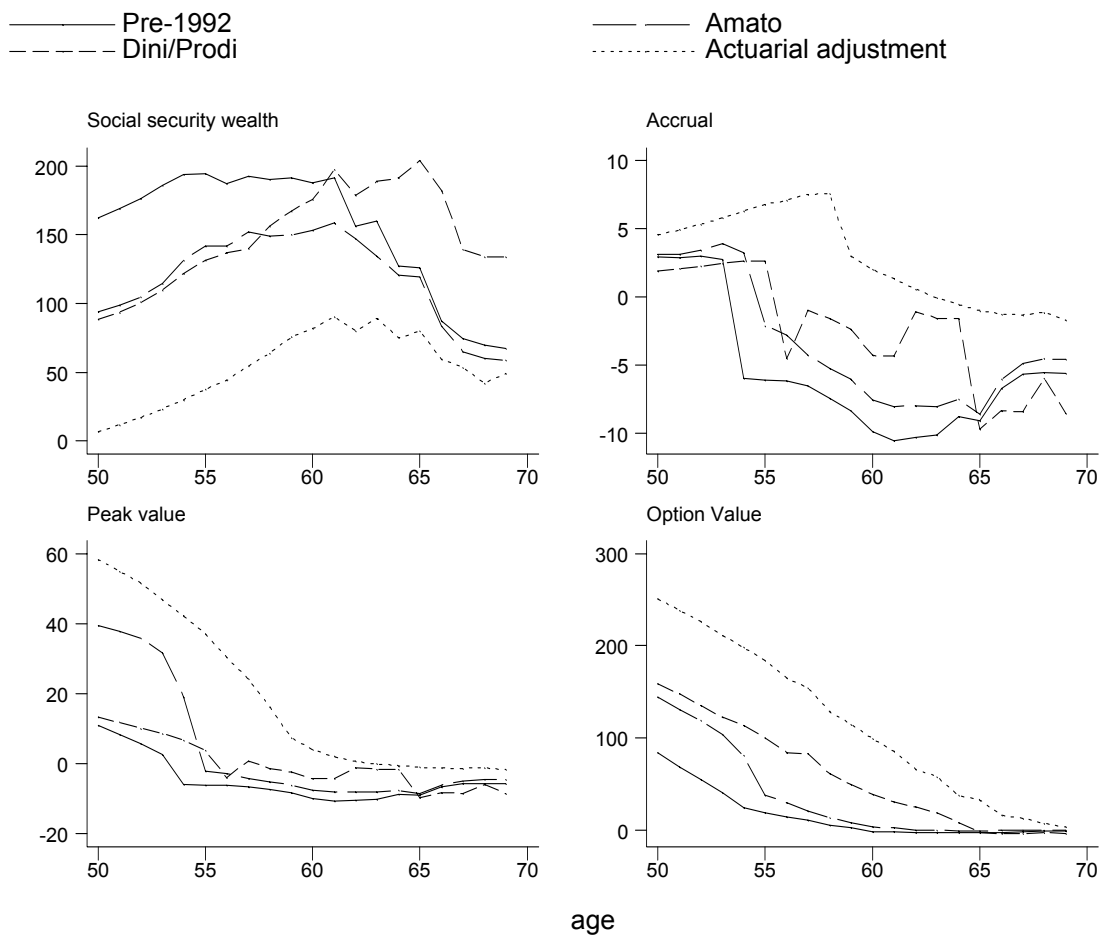 Pre-1992
Amato
Dini/Prodi
Actuarial adjustment
Social security wealth
200
150
100
50
0
50 55 60 65 70
Accrual
10
5
0
-5
-10
50 55 60 65 70
Peak value
60
40
20
0
-20
50 55 60 65 70
Option Value
300
200
100
0
50 55 60 65 70
age